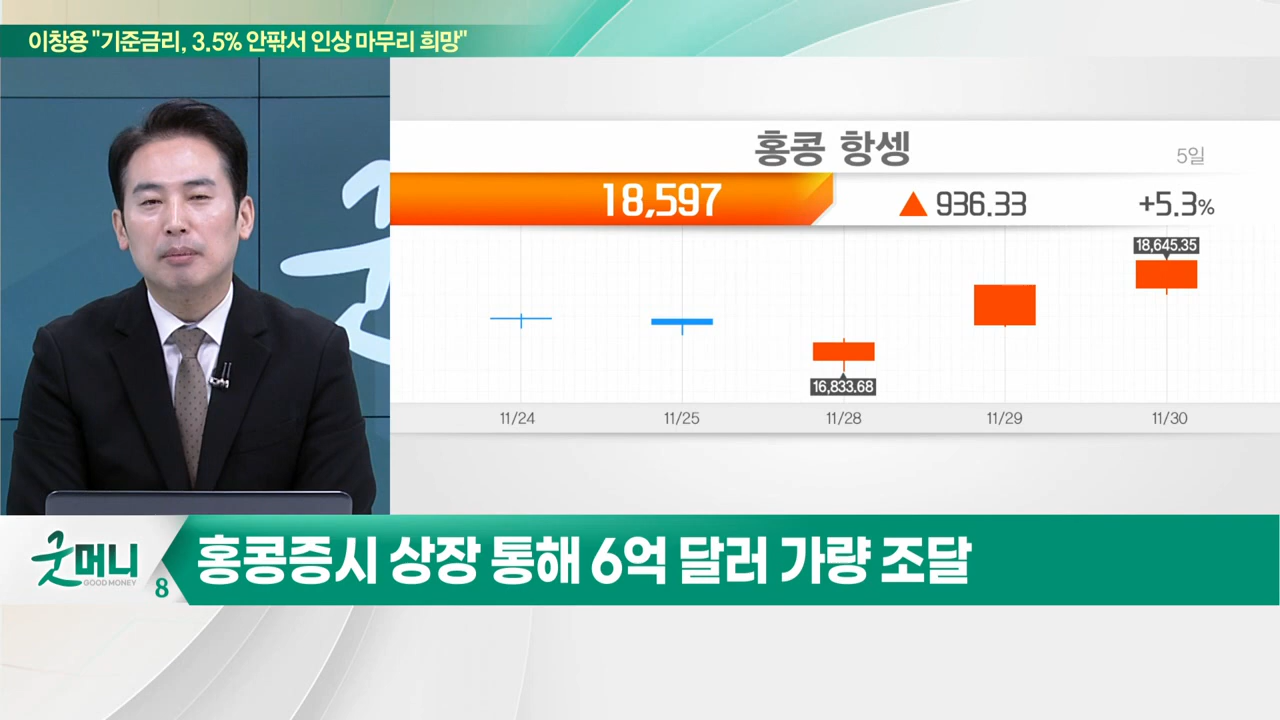 이창용 "기준금리, 3.5% 안팎서 인상 마무리 희망"
홍콩 항셍
5일
18,597 ▲ 936.33 +5.3%
18,645.35
16,833.68
11/24 11/25 11/28 11/29 11/30
굿머니
GOOD MONEY
8
홍콩증시 상장 통해 6억 달러 가량 조달